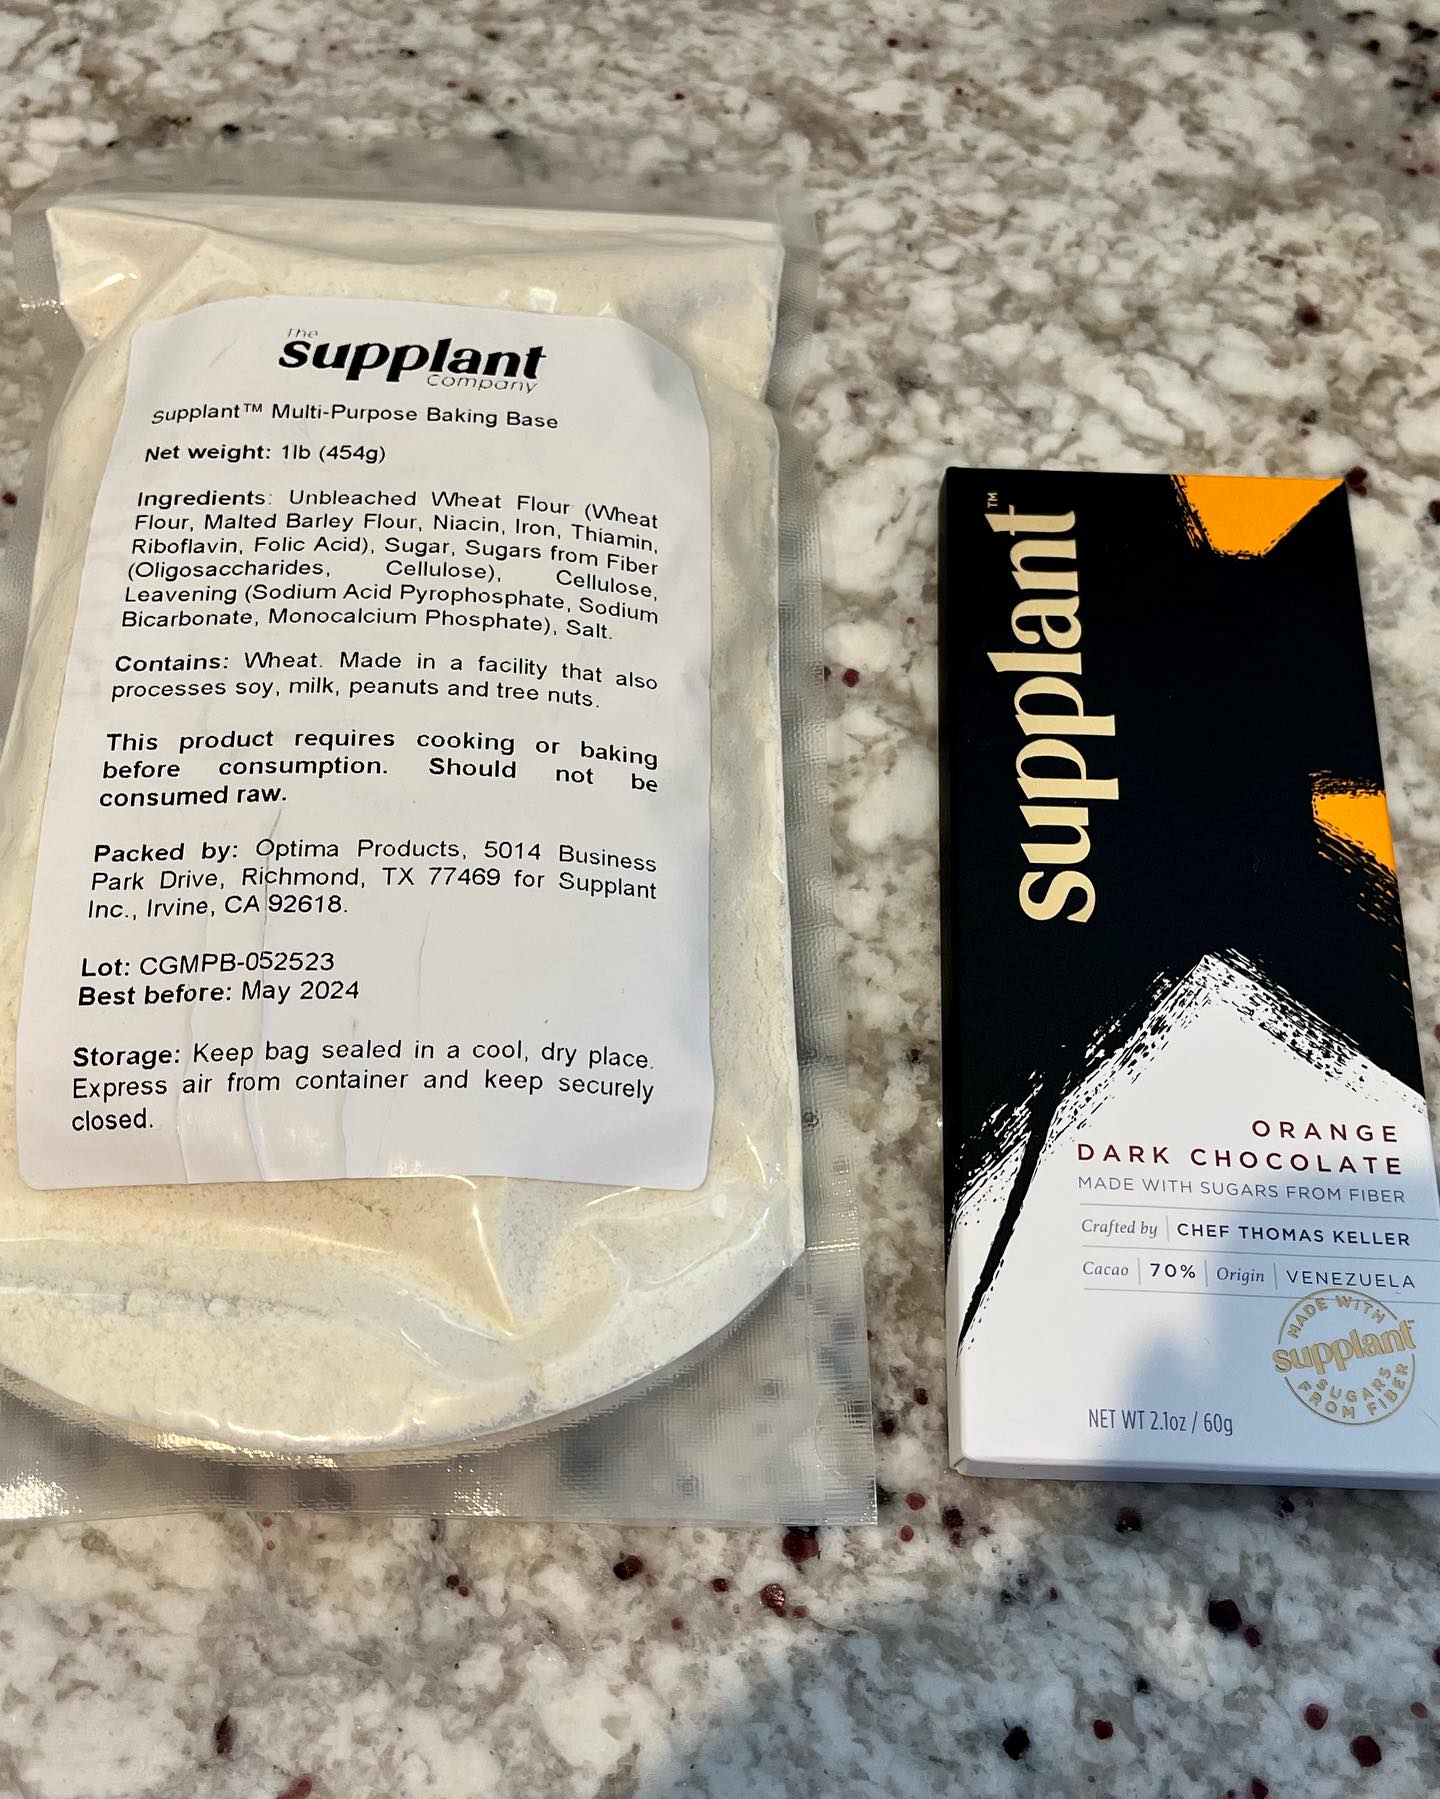 The
supplant
company
Supplant™ Multi-Purpose Baking Base
Net weight: 1lb (454g)
Ingredients: Unbleached Wheat Flour (Wheat
Flour, Malted Barley Flour, Niacin, Iron, Thiamin,
Riboflavin, Folic Acid), Sugar, Sugars from Fiber
(Oligosaccharides, Cellulose), Cellulose,
Leavening (Sodium Acid Pyrophosphate, Sodium
Bicarbonate, Monocalcium Phosphate), Salt.
Contains: Wheat. Made in a facility that also
processes soy, milk, peanuts and tree nuts.
This product requires cooking or baking
before consumption. Should not be
consumed raw.
Packed by: Optima Products, 5014 Business
Park Drive, Richmond, TX 77469 for Supplant
Inc., Irvine, CA 92618.
Lot: CGMPB-052523
Best before: May 2024
Storage: Keep bag sealed in a cool, dry place.
Express air from container and keep securely
closed.
supplant™
ORANGE
DARK CHOCOLATE
MADE WITH SUGARS FROM FIBER
Crafted by | CHEF THOMAS KELLER
Cacao | 70% | Origin | VENEZUELA
MADE WITH
supplant™
SUGARS
FROM FIBER
NET WT 2.1oz / 60g